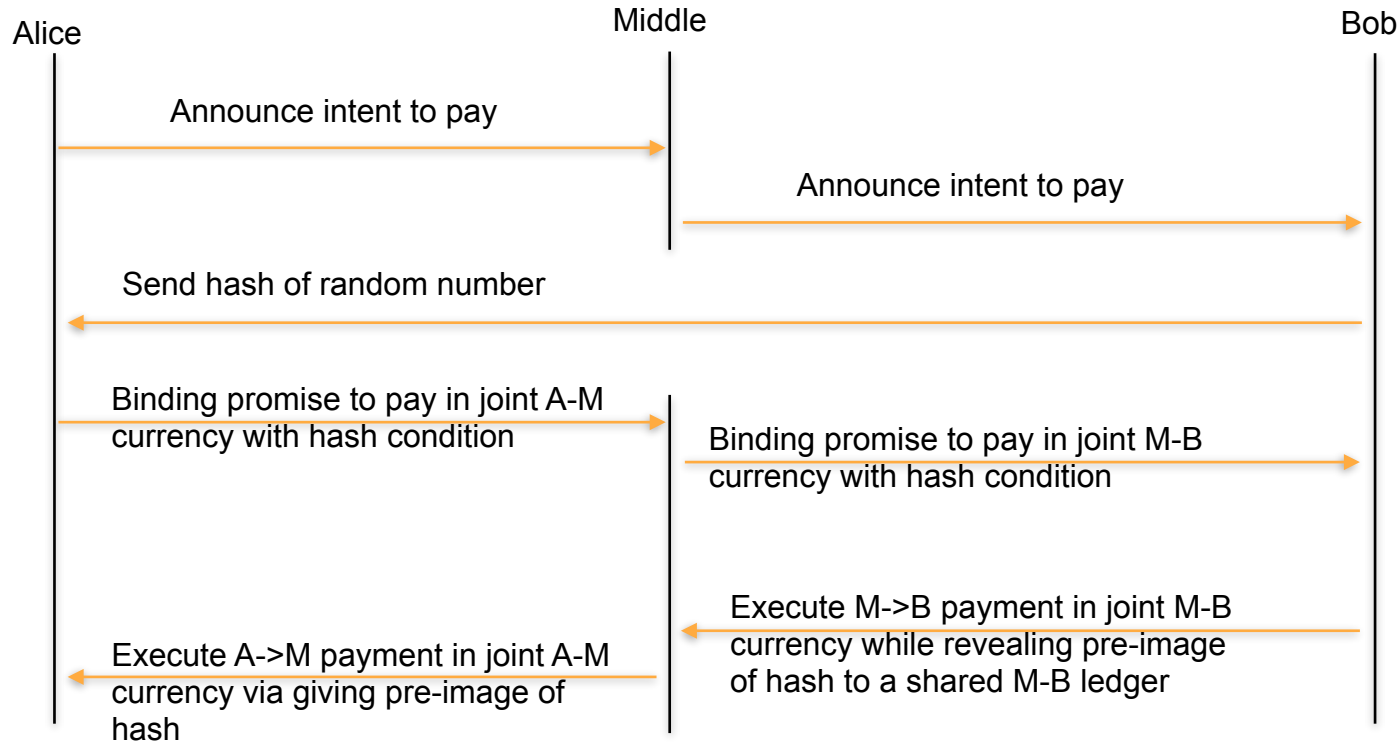 Alice
Middle
Bob
Announce intent to pay
Announce intent to pay
Send hash of random number
Binding promise to pay in joint A-M
currency with hash condition
Binding promise to pay in joint M-B
currency with hash condition
Execute M->B payment in joint M-B
currency while revealing pre-image
of hash to a shared M-B ledger
Execute A->M payment in joint A-M
currency via giving pre-image of
hash